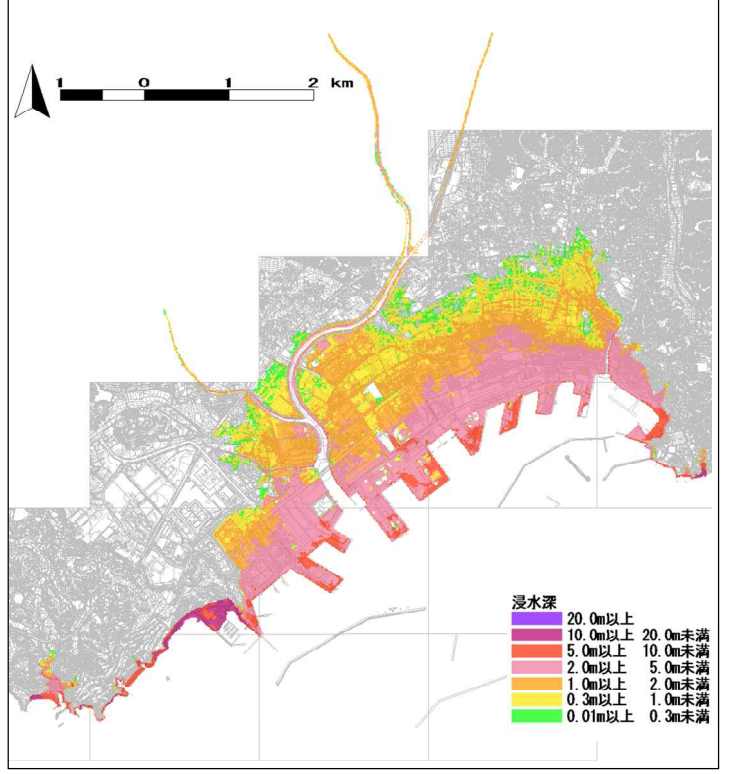 1 0 1 2 km
浸水深
20.0m以上
10.0m以上 20.0m未満
5.0m以上 10.0m未満
2.0m以上 5.0m未満
1.0m以上 2.0m未満
0.3m以上 1.0m未満
0.01m以上 0.3m未満